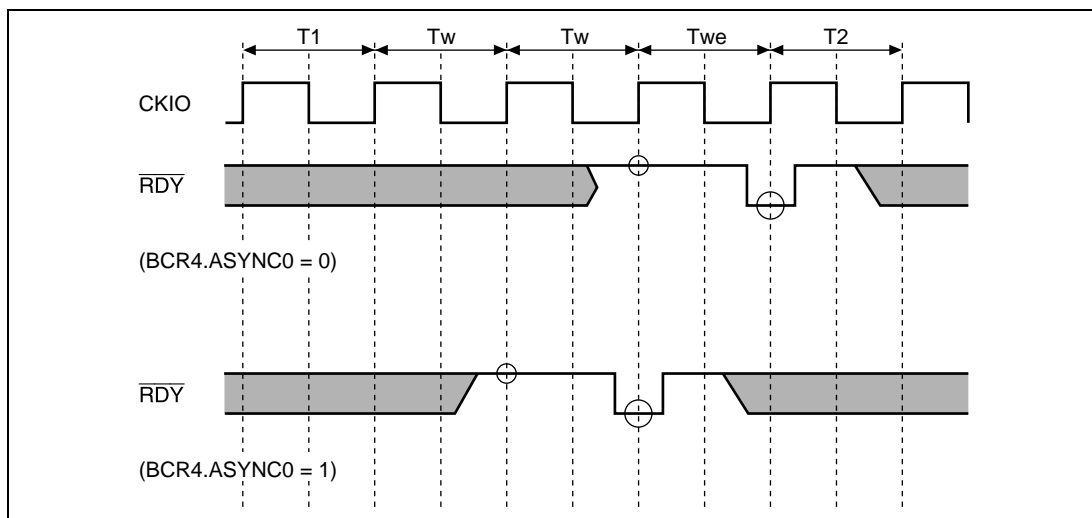 T1 Tw Tw Twe T2
CKIO
RDY
(BCR4.ASYNC0 = 0)
RDY
(BCR4.ASYNC0 = 1)